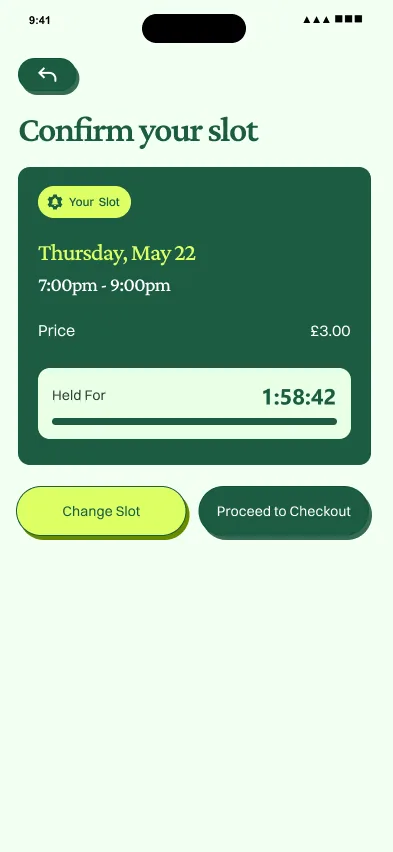 9:41
Confirm your slot
Your Slot
Thursday, May 22
7:00pm - 9:00pm
Price £3.00
Held For 1:58:42
Change Slot
Proceed to Checkout